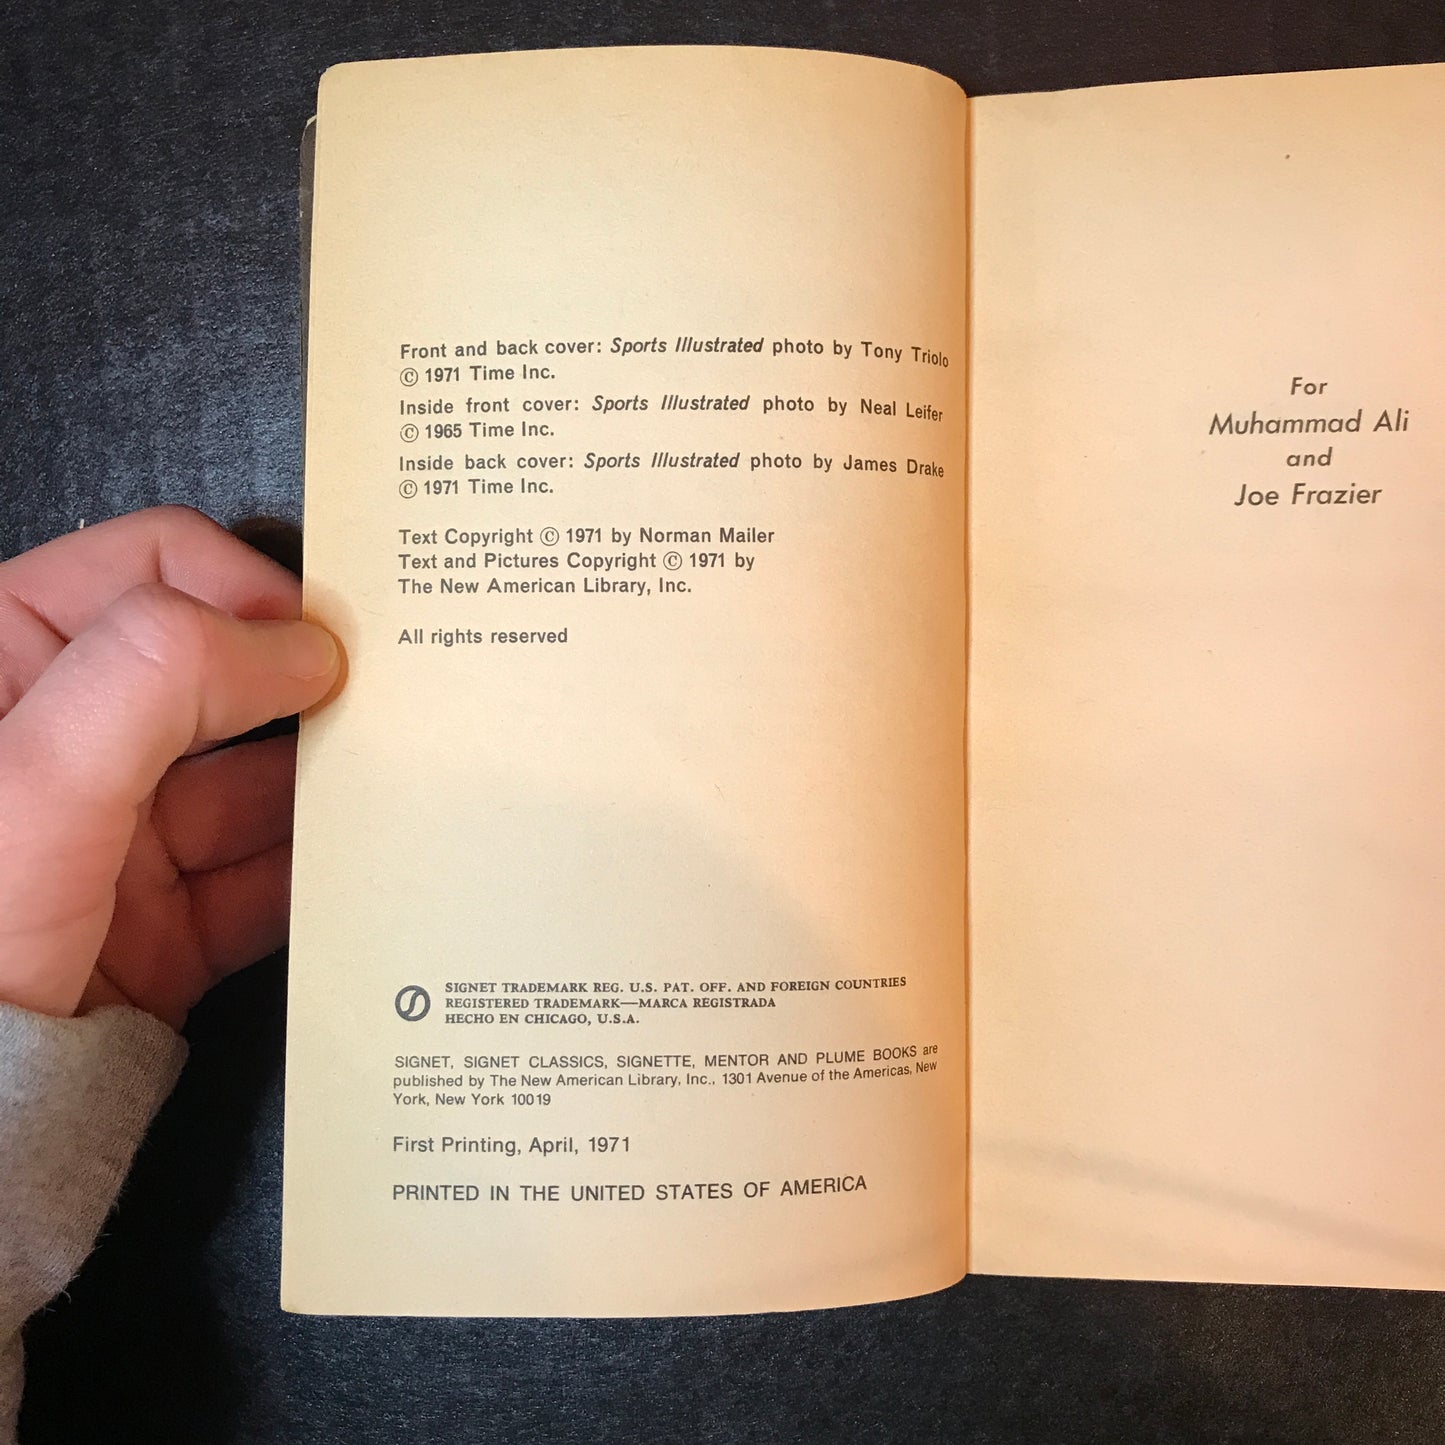 Front and back cover: Sports Illustrated photo by Tony Triolo
© 1971 Time Inc.
Inside front cover: Sports Illustrated photo by Neal Leifer
© 1965 Time Inc.
Inside back cover: Sports Illustrated photo by James Drake
© 1971 Time Inc.
Text Copyright © 1971 by Norman Mailer
Text and Pictures Copyright © 1971 by
The New American Library, Inc.
All rights reserved
SIGNET TRADEMARK REG. U.S. PAT. OFF. AND FOREIGN COUNTRIES
REGISTERED TRADEMARK—MARCA REGISTRADA
HECHO EN CHICAGO, U.S.A.
SIGNET, SIGNET CLASSICS, SIGNETTE, MENTOR AND PLUME BOOKS are
published by The New American Library, Inc., 1301 Avenue of the Americas, New
York, New York 10019
First Printing, April, 1971
PRINTED IN THE UNITED STATES OF AMERICA
For
Muhammad Ali
and
Joe Frazier